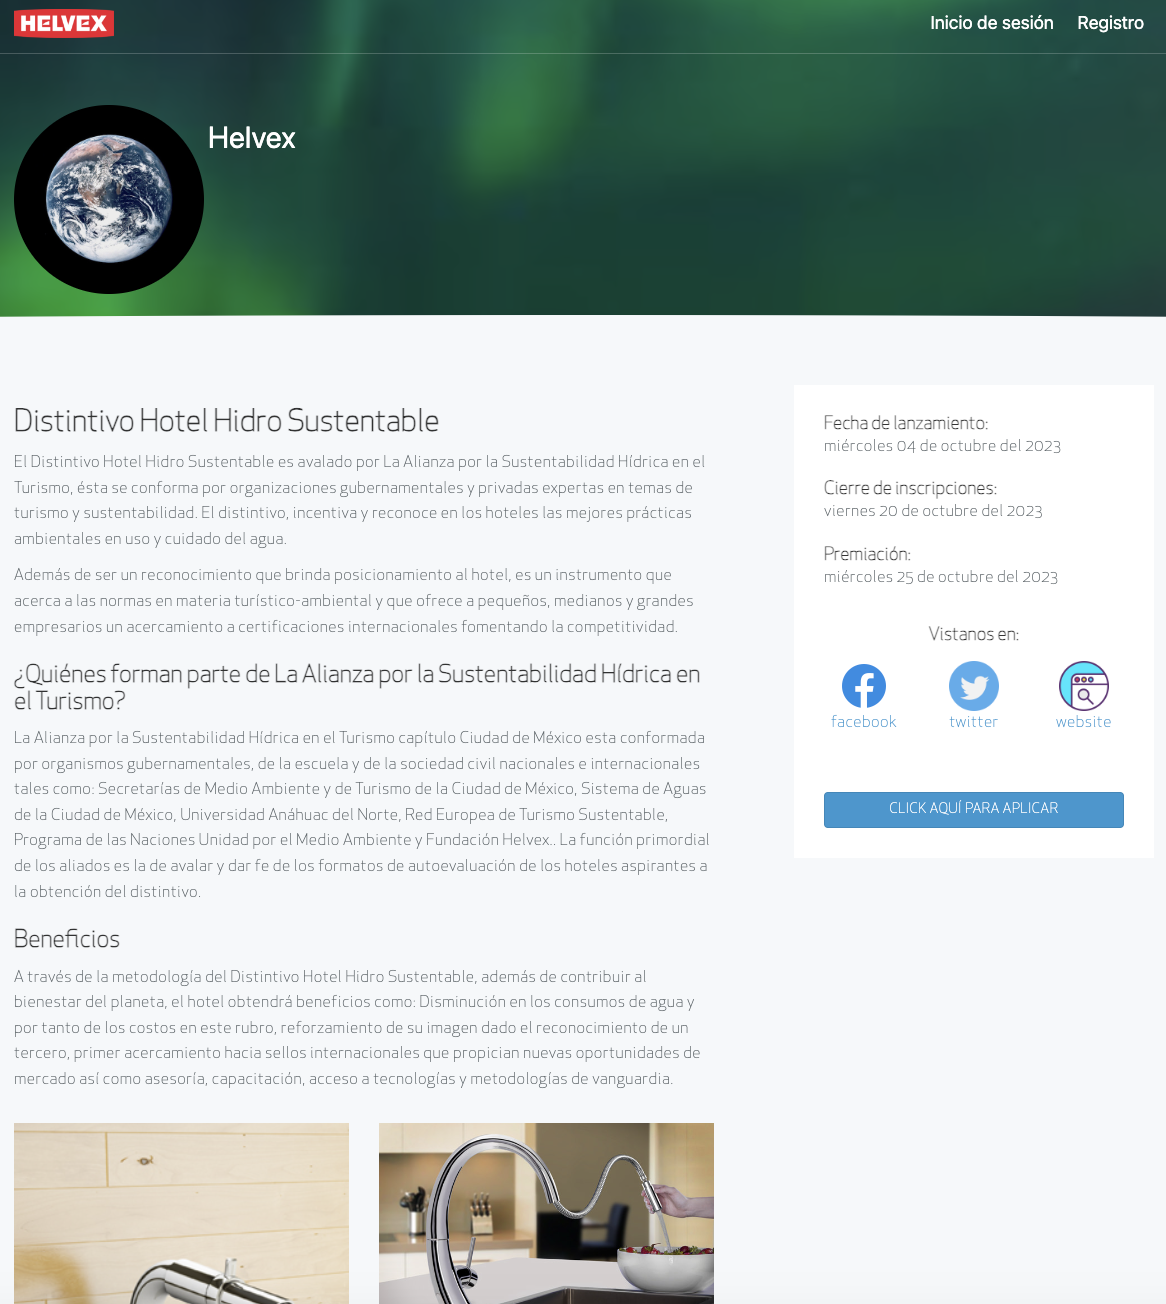 HELVEX
Inicio de sesión
Registro
Helvex
Distintivo Hotel Hidro Sustentable
El Distintivo Hotel Hidro Sustentable es avalado por La Alianza por la Sustentabilidad Hídrica en el
Turismo, ésta se conforma por organizaciones gubernamentales y privadas expertas en temas de
turismo y sustentabilidad. El distintivo, incentiva y reconoce en los hoteles las mejores prácticas
ambientales en uso y cuidado del agua.
Además de ser un reconocimiento que brinda posicionamiento al hotel, es un instrumento que
acerca a las normas en materia turístico-ambiental y que ofrece a pequeños, medianos y grandes
empresarios un acercamiento a certificaciones internacionales fomentando la competitividad.
¿Quiénes forman parte de La Alianza por la Sustentabilidad Hídrica en
el Turismo?
La Alianza por la Sustentabilidad Hídrica en el Turismo capítulo Ciudad de México esta conformada
por organismos gubernamentales, de la escuela y de la sociedad civil nacionales e internacionales
tales como: Secretarías de Medio Ambiente y de Turismo de la Ciudad de México, Sistema de Aguas
de la Ciudad de México, Universidad Anáhuac del Norte, Red Europea de Turismo Sustentable,
Programa de las Naciones Unidad por el Medio Ambiente y Fundación Helvex.. La función primordial
de los aliados es la de avalar y dar fe de los formatos de autoevaluación de los hoteles aspirantes a
la obtención del distintivo.
Beneficios
A través de la metodología del Distintivo Hotel Hidro Sustentable, además de contribuir al
bienestar del planeta, el hotel obtendrá beneficios como: Disminución en los consumos de agua y
por tanto de los costos en este rubro, reforzamiento de su imagen dado el reconocimiento de un
tercero, primer acercamiento hacia sellos internacionales que propician nuevas oportunidades de
mercado así como asesoría, capacitación, acceso a tecnologías y metodologías de vanguardia.
Fecha de lanzamiento:
miércoles 04 de octubre del 2023
Cierre de inscripciones:
viernes 20 de octubre del 2023
Premiación:
miércoles 25 de octubre del 2023
Vistanos en:
facebook
twitter
website
CLICK AQUÍ PARA APLICAR